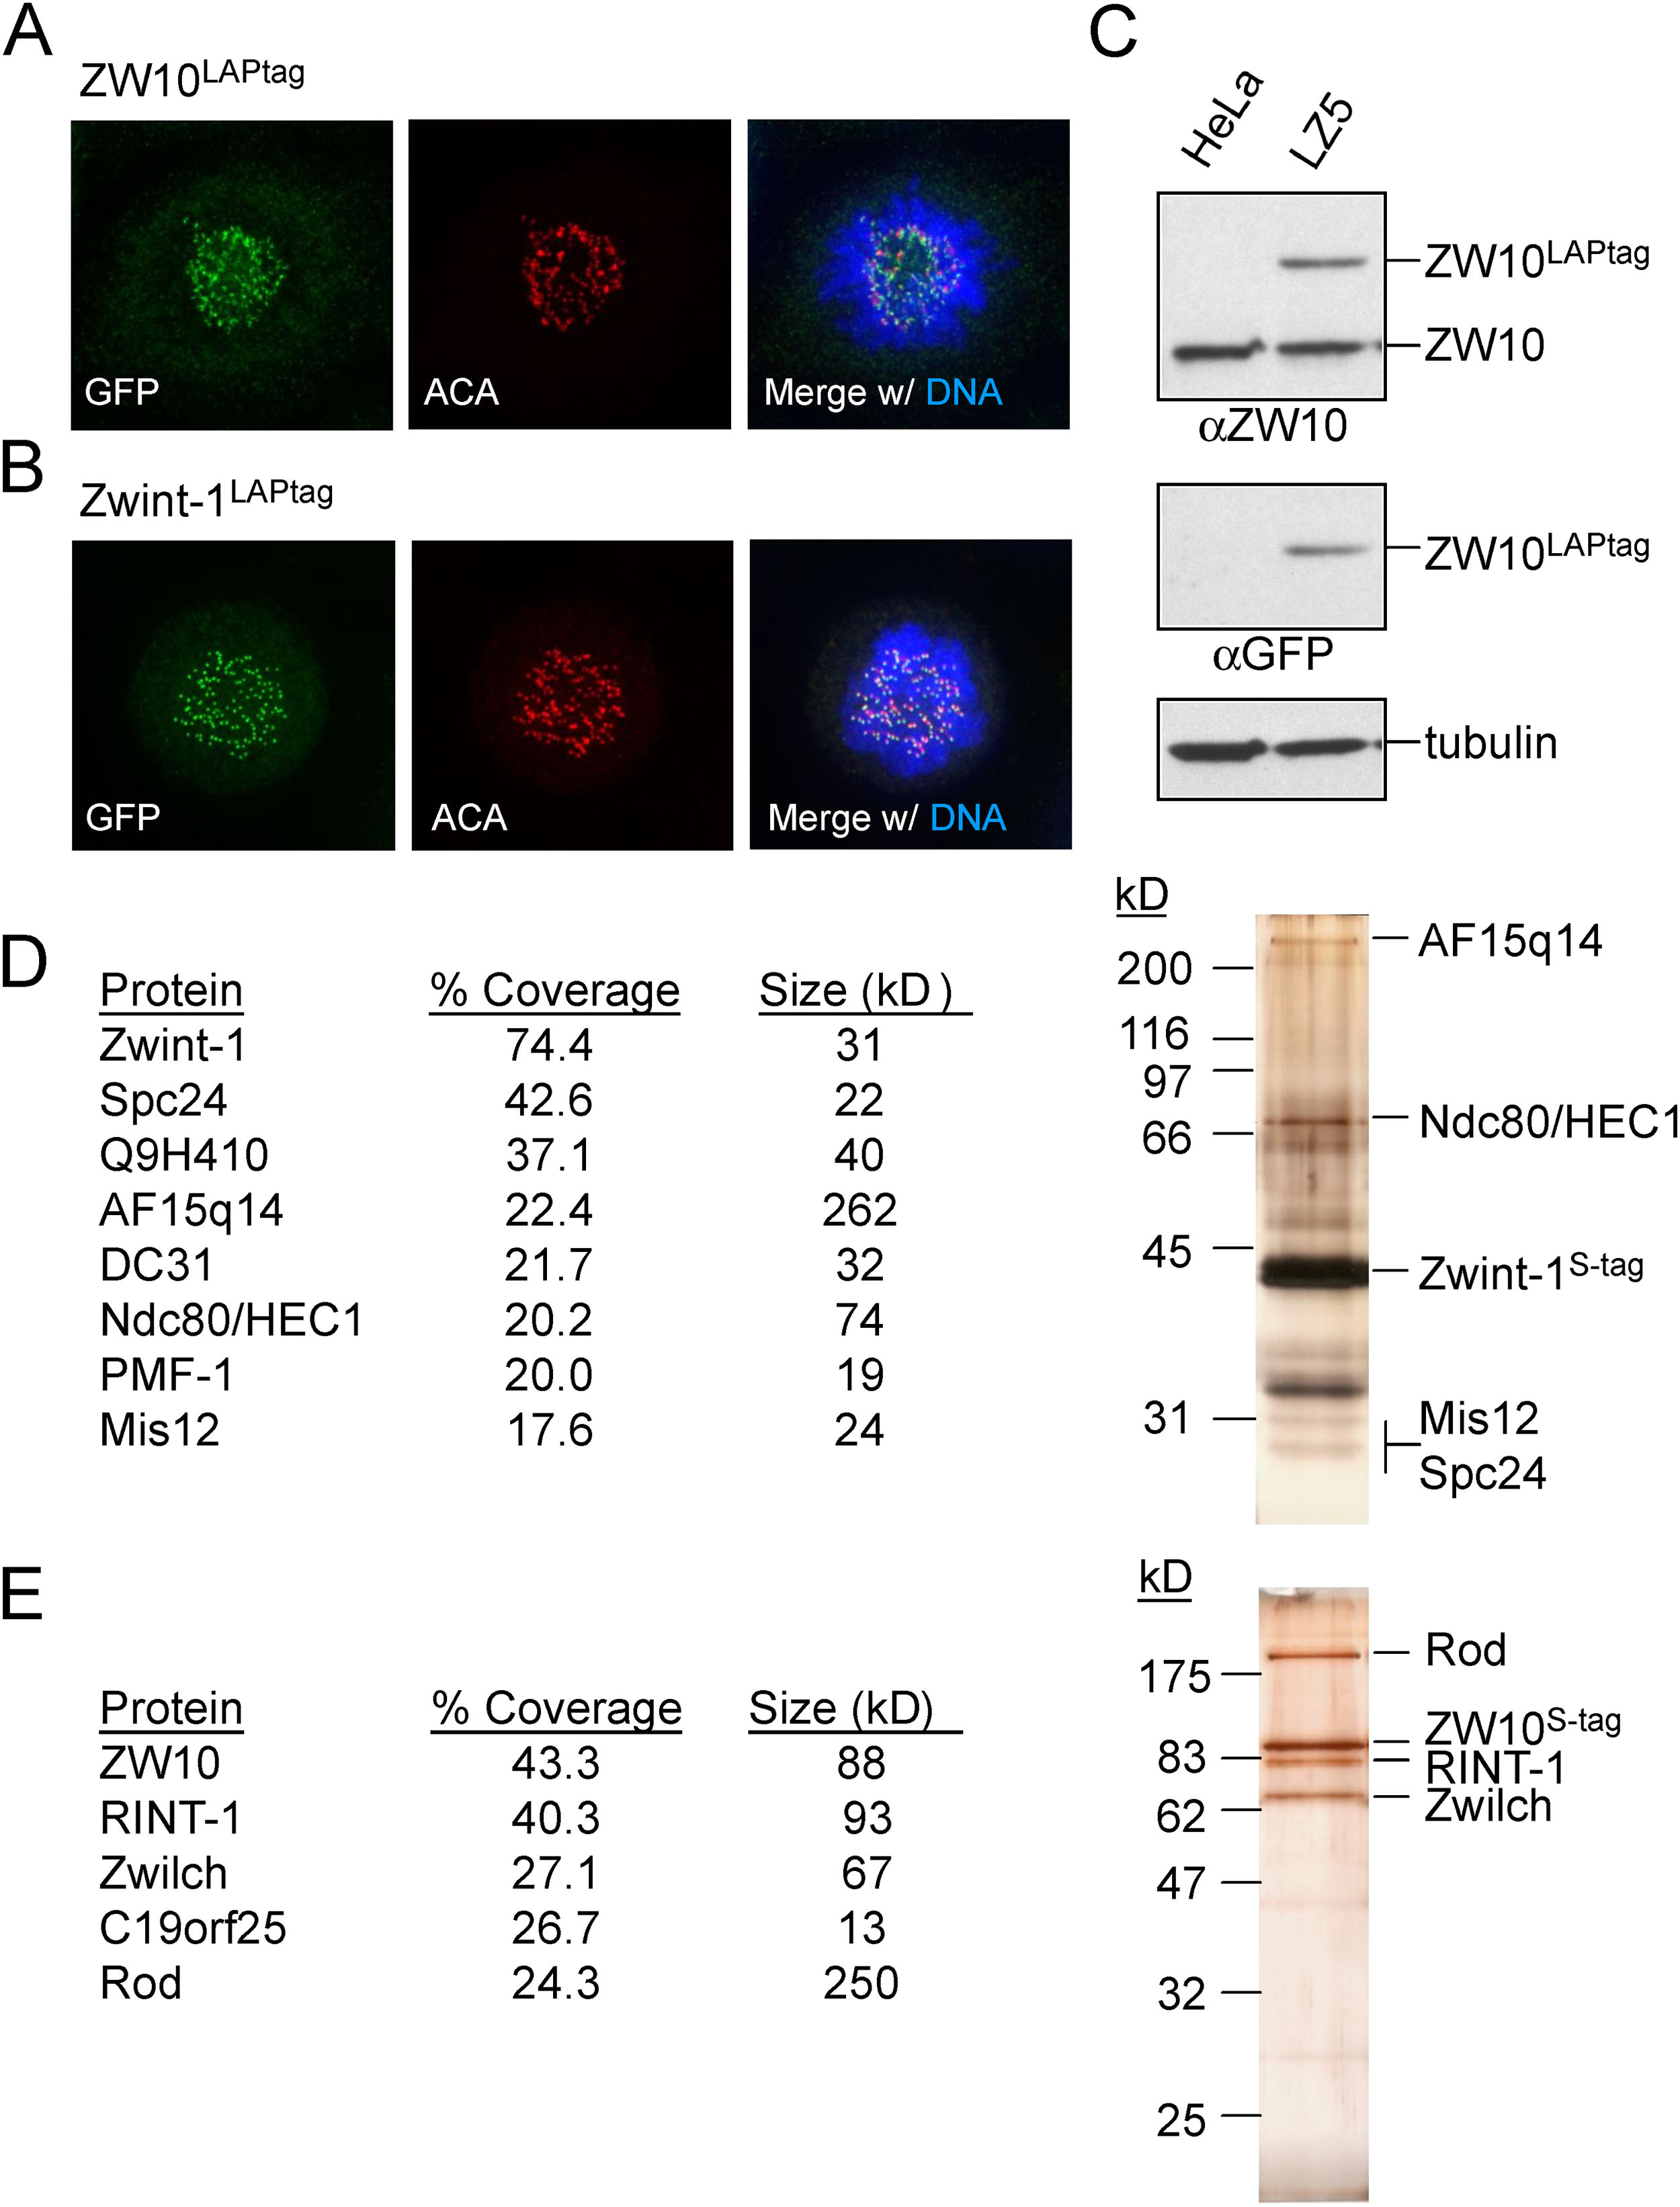 A
ZW10LAPtag
GFP
ACA
Merge w/ DNA
B
Zwint-1LAPtag
GFP
ACA
Merge w/ DNA
C
HeLa
LZ5
ZW10LAPtag
ZW10
αZW10
ZW10LAPtag
αGFP
tubulin
D
Protein % Coverage Size (kD )
Zwint-1 74.4 31
Spc24 42.6 22
Q9H410 37.1 40
AF15q14 22.4 262
DC31 21.7 32
Ndc80/HEC1 20.2 74
PMF-1 20.0 19
Mis12 17.6 24
kD
200
116
97
66
45
31
AF15q14
Ndc80/HEC1
Zwint-1S-tag
Mis12
Spc24
E
Protein % Coverage Size (kD)
ZW10 43.3 88
RINT-1 40.3 93
Zwilch 27.1 67
C19orf25 26.7 13
Rod 24.3 250
kD
175
83
62
47
32
25
Rod
ZW10S-tag
RINT-1
Zwilch